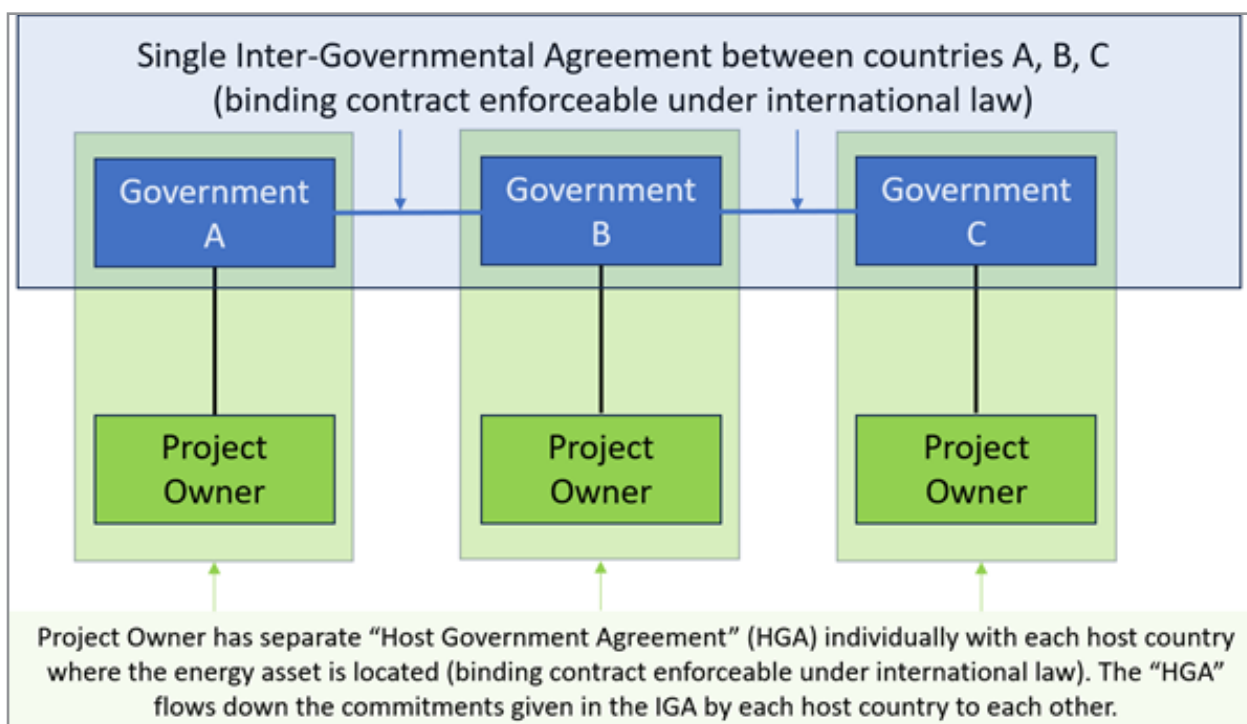 Single Inter-Governmental Agreement between countries A, B, C
(binding contract enforceable under international law)
Government
A
Government
B
Government
C
Project
Owner
Project
Owner
Project
Owner
Project Owner has separate “Host Government Agreement” (HGA) individually with each host country
where the energy asset is located (binding contract enforceable under international law). The “HGA”
flows down the commitments given in the IGA by each host country to each other.